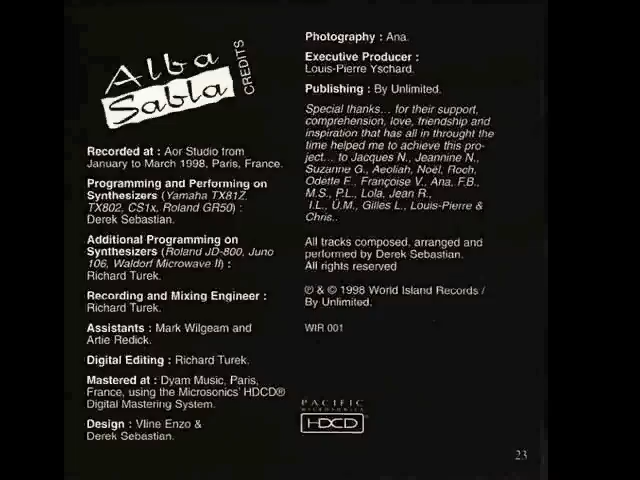 Alba
Sabla
CREDITS
Recorded at : Aor Studio from
January to March 1998, Paris, France.
Programming and Performing on
Synthesizers (Yamaha TX81Z,
TX802, CS1x, Roland GR50) :
Derek Sebastian.
Additional Programming on
Synthesizers (Roland JD-800, Juno
106, Waldorf Microwave II) :
Richard Turek.
Recording and Mixing Engineer :
Richard Turek.
Assistants : Mark Wilgeam and
Artie Redick.
Digital Editing : Richard Turek.
Mastered at : Dyam Music, Paris,
France, using the Microsonics' HDCD®
Digital Mastering System.
Design : Vline Enzo &
Derek Sebastian.
Photography : Ana.
Executive Producer :
Louis-Pierre Yschard.
Publishing : By Unlimited.
Special thanks... for their support,
comprehension, love, friendship and
inspiration that has all in throught the
time helped me to achieve this pro-
ject... to Jacques N., Jeannine N.,
Suzanne G., Aeoliah, Noël, Roch,
Odette F., Françoise V., Ana, F.B.,
M.S., P.L., Lola, Jean R.,
I.L., Ü.M., Gilles L., Louis-Pierre &
Chris..
All tracks composed, arranged and
performed by Derek Sebastian.
All rights reserved
℗ & © 1998 World Island Records /
By Unlimited.
WIR 001
PACIFIC
MICROSONICS
HDCD®
23